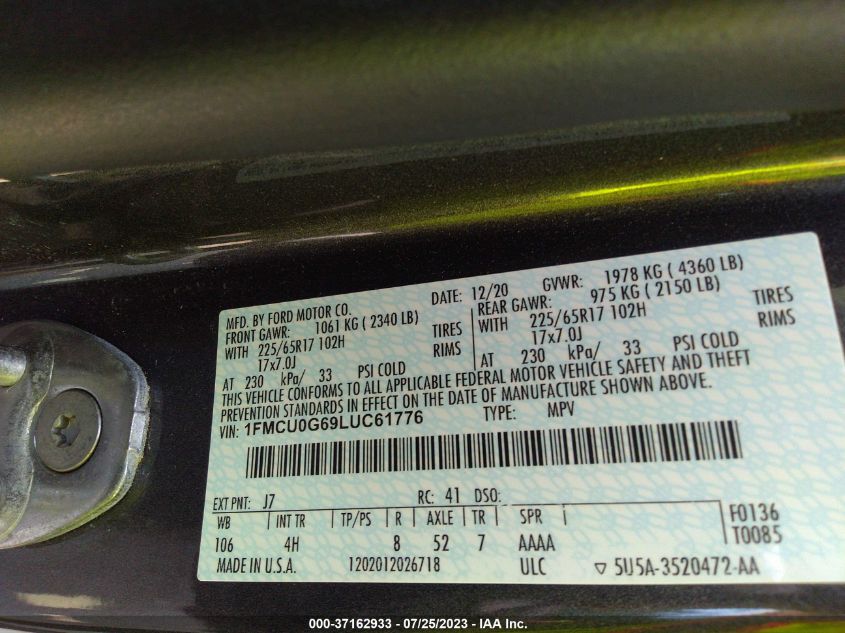 MFD. BY FORD MOTOR CO. DATE: 12/20 GVWR: 1978 KG ( 4360 LB)
FRONT GAWR: 1061 KG ( 2340 LB) REAR GAWR: 975 KG ( 2150 LB)
WITH 225/65R17 102H TIRES WITH 225/65R17 102H TIRES
17x7.0J RIMS 17x7.0J RIMS
AT 230 kPa/ 33 PSI COLD AT 230 kPa/ 33 PSI COLD
THIS VEHICLE CONFORMS TO ALL APPLICABLE FEDERAL MOTOR VEHICLE SAFETY AND THEFT
PREVENTION STANDARDS IN EFFECT ON THE DATE OF MANUFACTURE SHOWN ABOVE.
VIN: 1FMCU0G69LUC61776 TYPE: MPV
EXT PNT: J7 RC: 41 DSO:
WB INT TR TP/PS R AXLE TR SPR F0136
106 4H 8 52 7 AAAA T0085
MADE IN U.S.A. 1202012026718 ULC ▽ 5U5A-3520472-AA
000-37162933 - 07/25/2023 - IAA Inc.